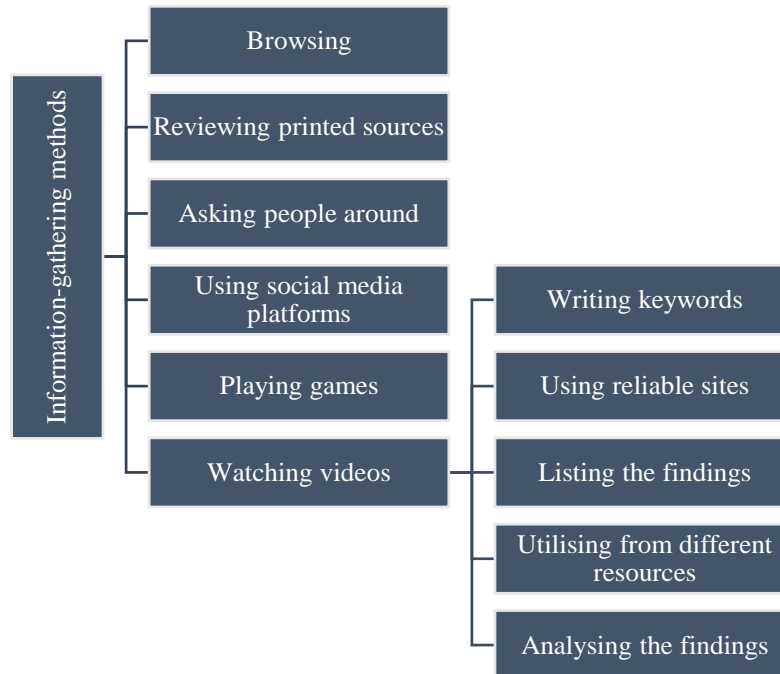 Information-gathering methods
Browsing
Reviewing printed sources
Asking people around
Using social media
platforms
Playing games
Watching videos
Writing keywords
Using reliable sites
Listing the findings
Utilising from different
resources
Analysing the findings